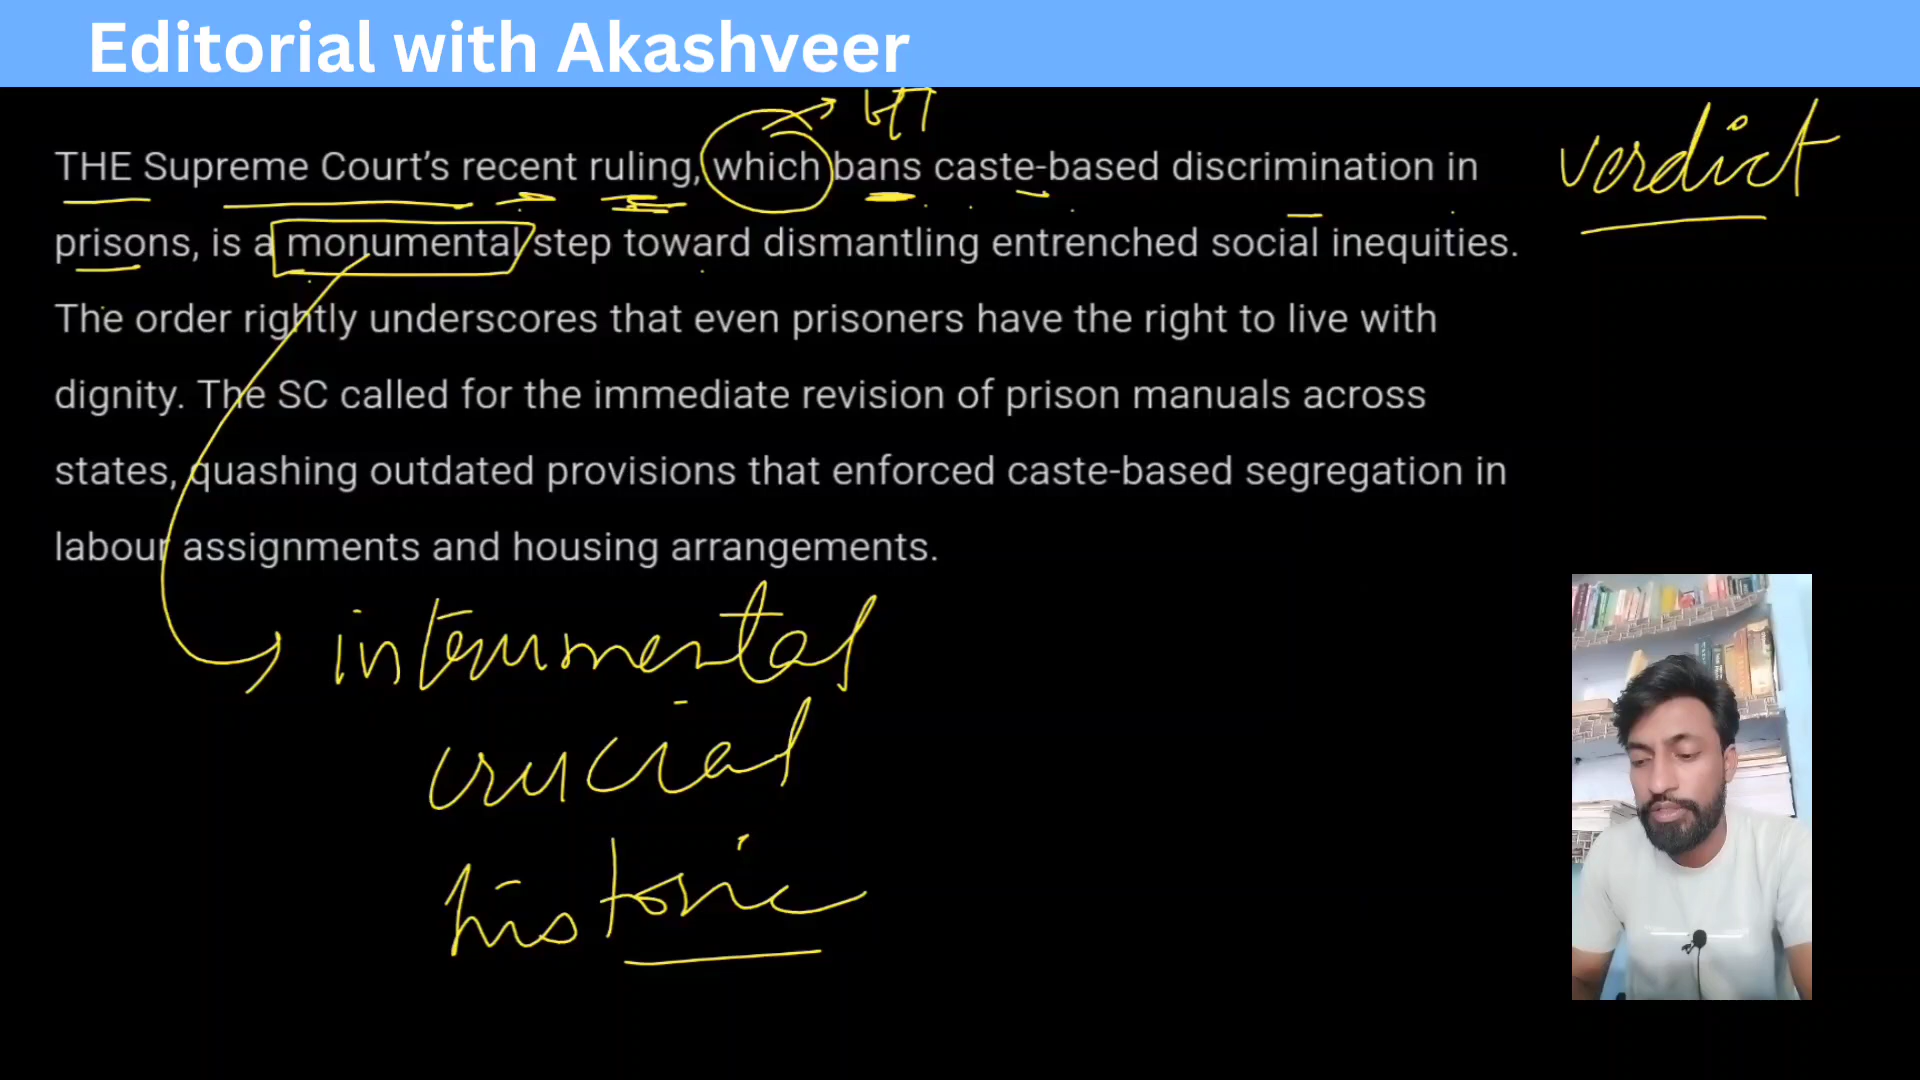 Editorial with Akashveer
THE Supreme Court’s recent ruling, which bans caste-based discrimination in
prisons, is a monumental step toward dismantling entrenched social inequities.
The order rightly underscores that even prisoners have the right to live with
dignity. The SC called for the immediate revision of prison manuals across
states, quashing outdated provisions that enforced caste-based segregation in
labour assignments and housing arrangements.
verdict
crucial
historic